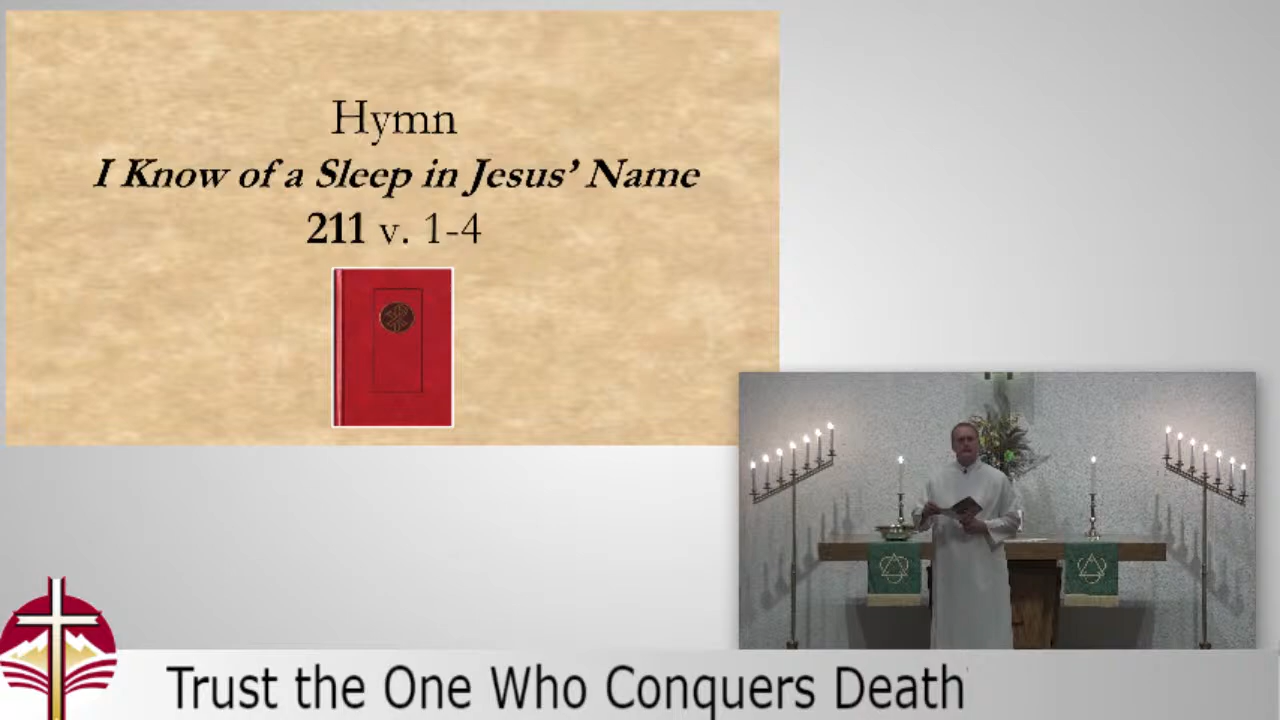 Hymn
I Know of a Sleep in Jesus’ Name
211 v. 1-4
Trust the One Who Conquers Death